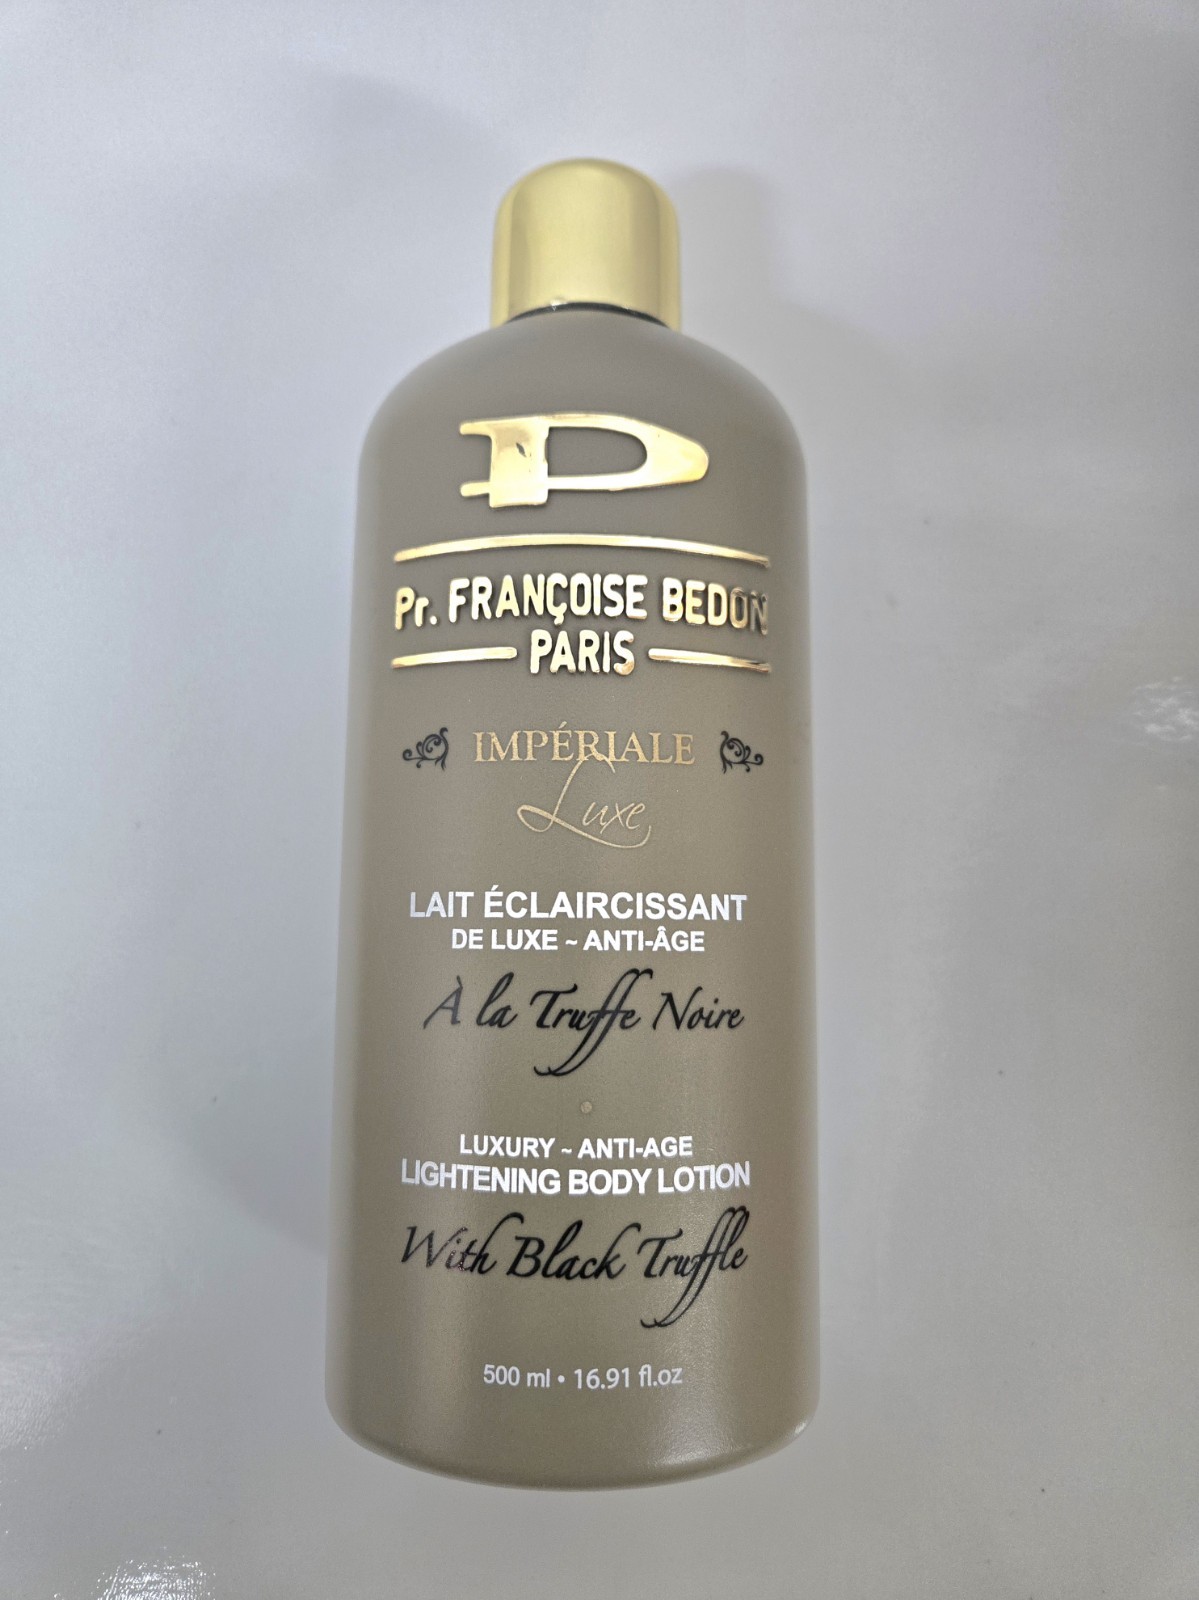 P
Pr. FRANÇOISE BEDON
PARIS
IMPÉRIALE
Luxe
LAIT ÉCLAIRCISSANT
DE LUXE ~ ANTI-ÂGE
À la Truffe Noire
LUXURY ~ ANTI-AGE
LIGHTENING BODY LOTION
With Black Truffle
500 ml • 16.91 fl.oz